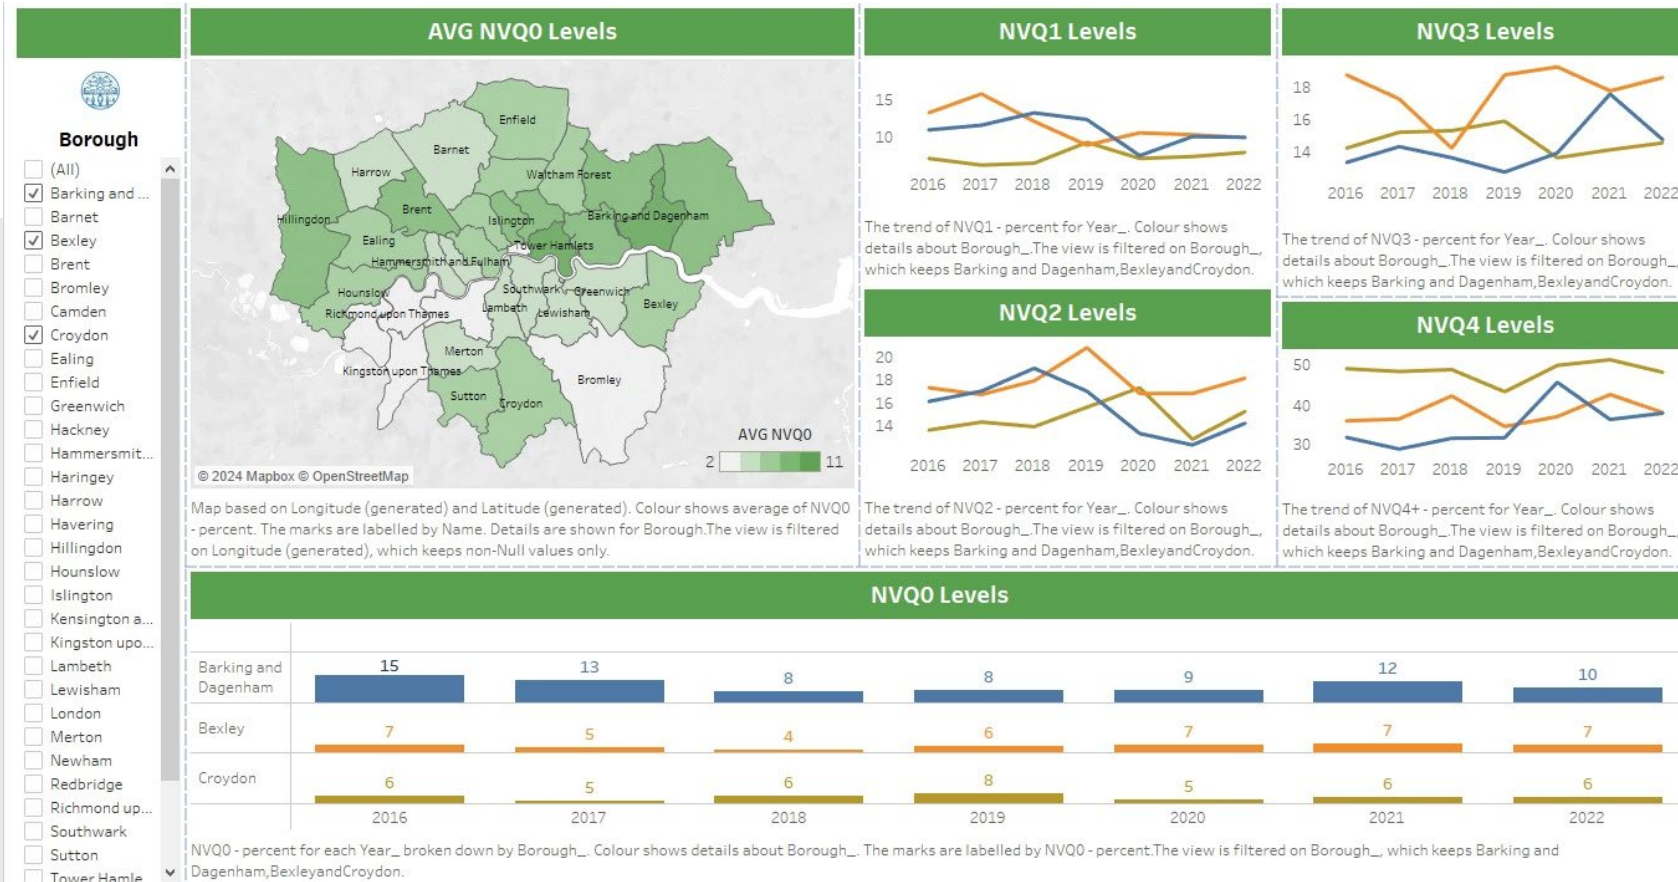 Borough
(All)
Barking and ...
Barnet
Bexley
Brent
Bromley
Camden
Croydon
Ealing
Enfield
Greenwich
Hackney
Hammersmit...
Haringey
Harrow
Havering
Hillingdon
Hounslow
Islington
Kensington a...
Kingston upo...
Lambeth
Lewisham
London
Merton
Newham
Redbridge
Richmond up...
Southwark
Sutton
Tower Hamle
AVG NVQ0 Levels
Enfield
Barnet
Harrow
Waltham Forest
Brent
Hillingdon
Islington
Barking and Dagenham
Ealing
Tower Hamlets
Hammersmith and Fulham
Hounslow
Southwark
Greenwich
Richmond upon Thames
Lambeth
Lewisham
Bexley
Merton
Kingston upon Thames
Bromley
Sutton
Croydon
AVG NVQ0
2
11
© 2024 Mapbox © OpenStreetMap
Map based on Longitude (generated) and Latitude (generated). Colour shows average of NVQ0
- percent. The marks are labelled by Name. Details are shown for Borough.The view is filtered
on Longitude (generated), which keeps non-Null values only.
NVQ1 Levels
15
10
2016 2017 2018 2019 2020 2021 2022
The trend of NVQ1 - percent for Year_. Colour shows
details about Borough_.The view is filtered on Borough_,
which keeps Barking and Dagenham,BexleyandCroydon.
NVQ2 Levels
20
18
16
14
2016 2017 2018 2019 2020 2021 2022
The trend of NVQ2 - percent for Year_. Colour shows
details about Borough_.The view is filtered on Borough_,
which keeps Barking and Dagenham,BexleyandCroydon.
NVQ3 Levels
18
16
14
2016 2017 2018 2019 2020 2021 2022
The trend of NVQ3 - percent for Year_. Colour shows
details about Borough_.The view is filtered on Borough_,
which keeps Barking and Dagenham,BexleyandCroydon.
NVQ4 Levels
50
40
30
2016 2017 2018 2019 2020 2021 2022
The trend of NVQ4+ - percent for Year_. Colour shows
details about Borough_.The view is filtered on Borough_,
which keeps Barking and Dagenham,BexleyandCroydon.
NVQ0 Levels
Barking and
Dagenham
15 13 8 8 9 12 10
Bexley
7 5 4 6 7 7 7
Croydon
6 5 6 8 5 6 6
2016 2017 2018 2019 2020 2021 2022
NVQ0 - percent for each Year_ broken down by Borough_. Colour shows details about Borough_. The marks are labelled by NVQ0 - percent.The view is filtered on Borough_, which keeps Barking and
Dagenham,BexleyandCroydon.